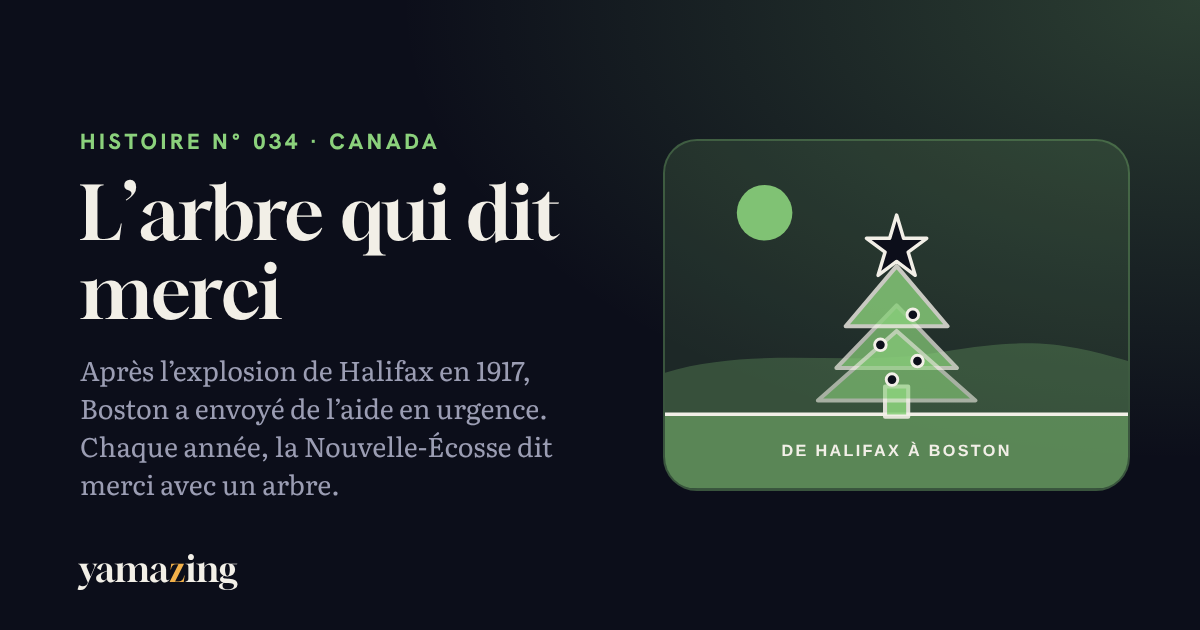 HISTOIRE N° 034 · CANADA
L’arbre qui dit
merci
Après l’explosion de Halifax en 1917,
Boston a envoyé de l’aide en urgence.
Chaque année, la Nouvelle-Écosse dit
merci avec un arbre.
yamazing
DE HALIFAX À BOSTON